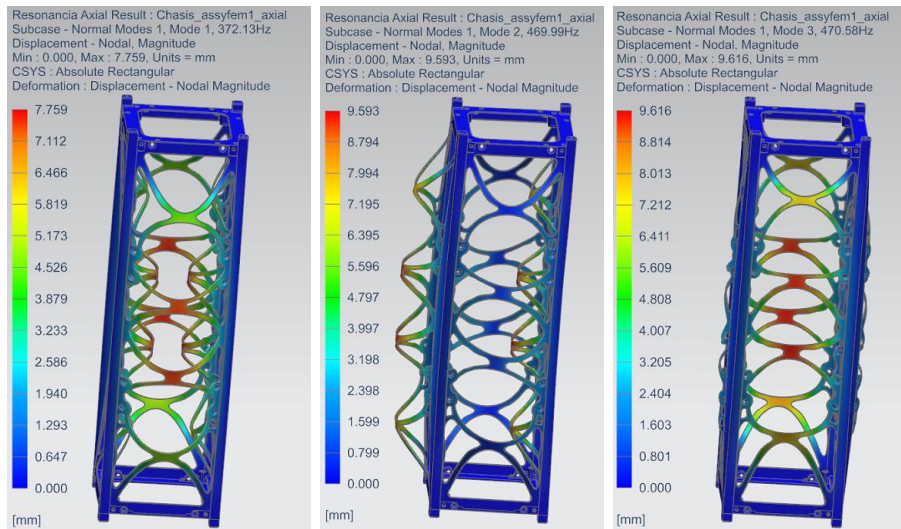 Resonancia Axial Result : Chasis_assyfem1_axial
Subcase - Normal Modes 1, Mode 1, 372.13Hz
Displacement - Nodal, Magnitude
Min : 0.000, Max : 7.759, Units = mm
CSYS : Absolute Rectangular
Deformation : Displacement - Nodal Magnitude
7.759
7.112
6.466
5.819
5.173
4.526
3.879
3.233
2.586
1.940
1.293
0.647
0.000
[mm]
Resonancia Axial Result : Chasis_assyfem1_axial
Subcase - Normal Modes 1, Mode 2, 469.99Hz
Displacement - Nodal, Magnitude
Min : 0.000, Max : 9.593, Units = mm
CSYS : Absolute Rectangular
Deformation : Displacement - Nodal Magnitude
9.593
8.794
7.994
7.195
6.395
5.596
4.797
3.997
3.198
2.398
1.599
0.799
0.000
[mm]
Resonancia Axial Result : Chasis_assyfem1_axial
Subcase - Normal Modes 1, Mode 3, 470.58Hz
Displacement - Nodal, Magnitude
Min : 0.000, Max : 9.616, Units = mm
CSYS : Absolute Rectangular
Deformation : Displacement - Nodal Magnitude
9.616
8.814
8.013
7.212
6.411
5.609
4.808
4.007
3.205
2.404
1.603
0.801
0.000
[mm]